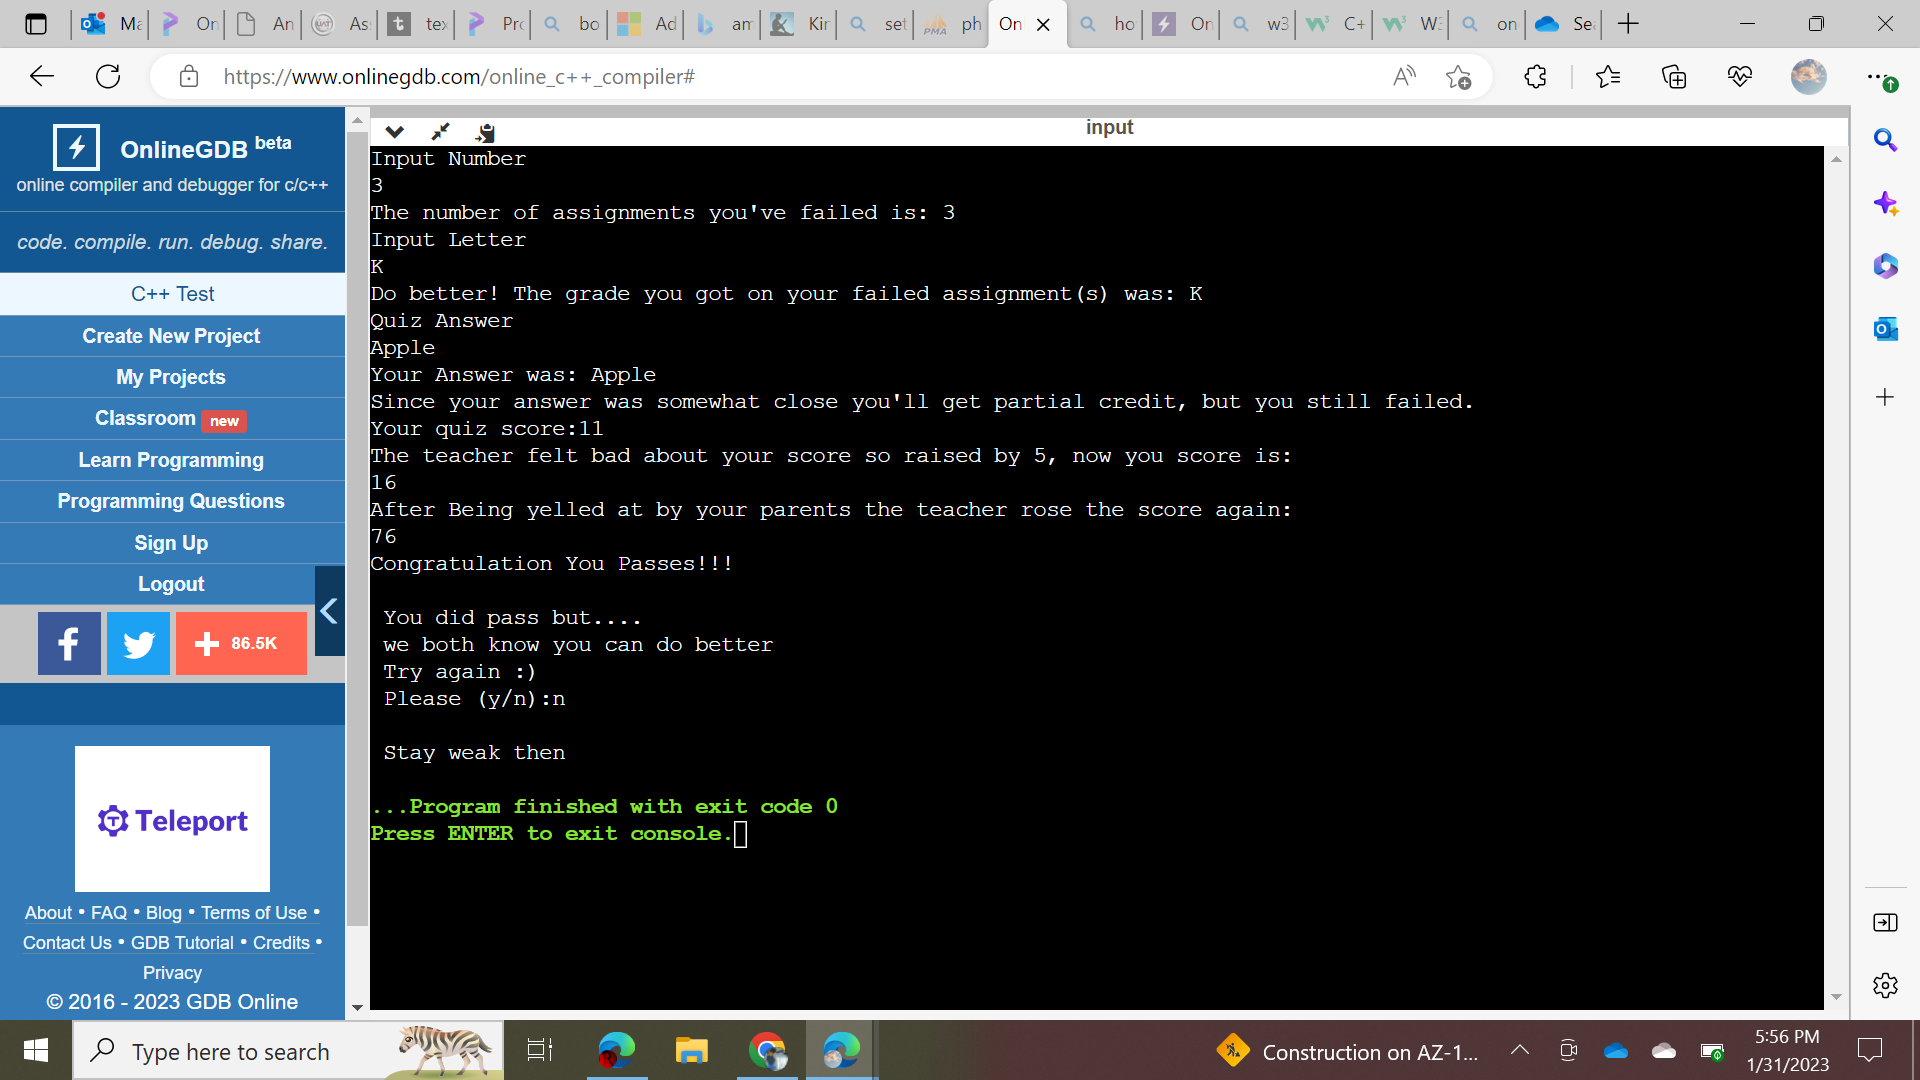 Ma
On
An
As
tex
Pro
bo
Ad
am
Kir
set
ph
On
ho
On
w3
C+
W3
on
Se
https://www.onlinegdb.com/online_c++_compiler#
OnlineGDB beta
online compiler and debugger for c/c++
code. compile. run. debug. share.
C++ Test
Create New Project
My Projects
Classroom new
Learn Programming
Programming Questions
Sign Up
Logout
86.5K
Teleport
About • FAQ • Blog • Terms of Use •
Contact Us • GDB Tutorial • Credits •
Privacy
© 2016 - 2023 GDB Online
input
Input Number
3
The number of assignments you've failed is: 3
Input Letter
K
Do better! The grade you got on your failed assignment(s) was: K
Quiz Answer
Apple
Your Answer was: Apple
Since your answer was somewhat close you'll get partial credit, but you still failed.
Your quiz score:11
The teacher felt bad about your score so raised by 5, now you score is:
16
After Being yelled at by your parents the teacher rose the score again:
76
Congratulation You Passes!!!
You did pass but....
we both know you can do better
Try again :)
Please (y/n):n
Stay weak then
...Program finished with exit code 0
Press ENTER to exit console.
Type here to search
Construction on AZ-1...
5:56 PM
1/31/2023